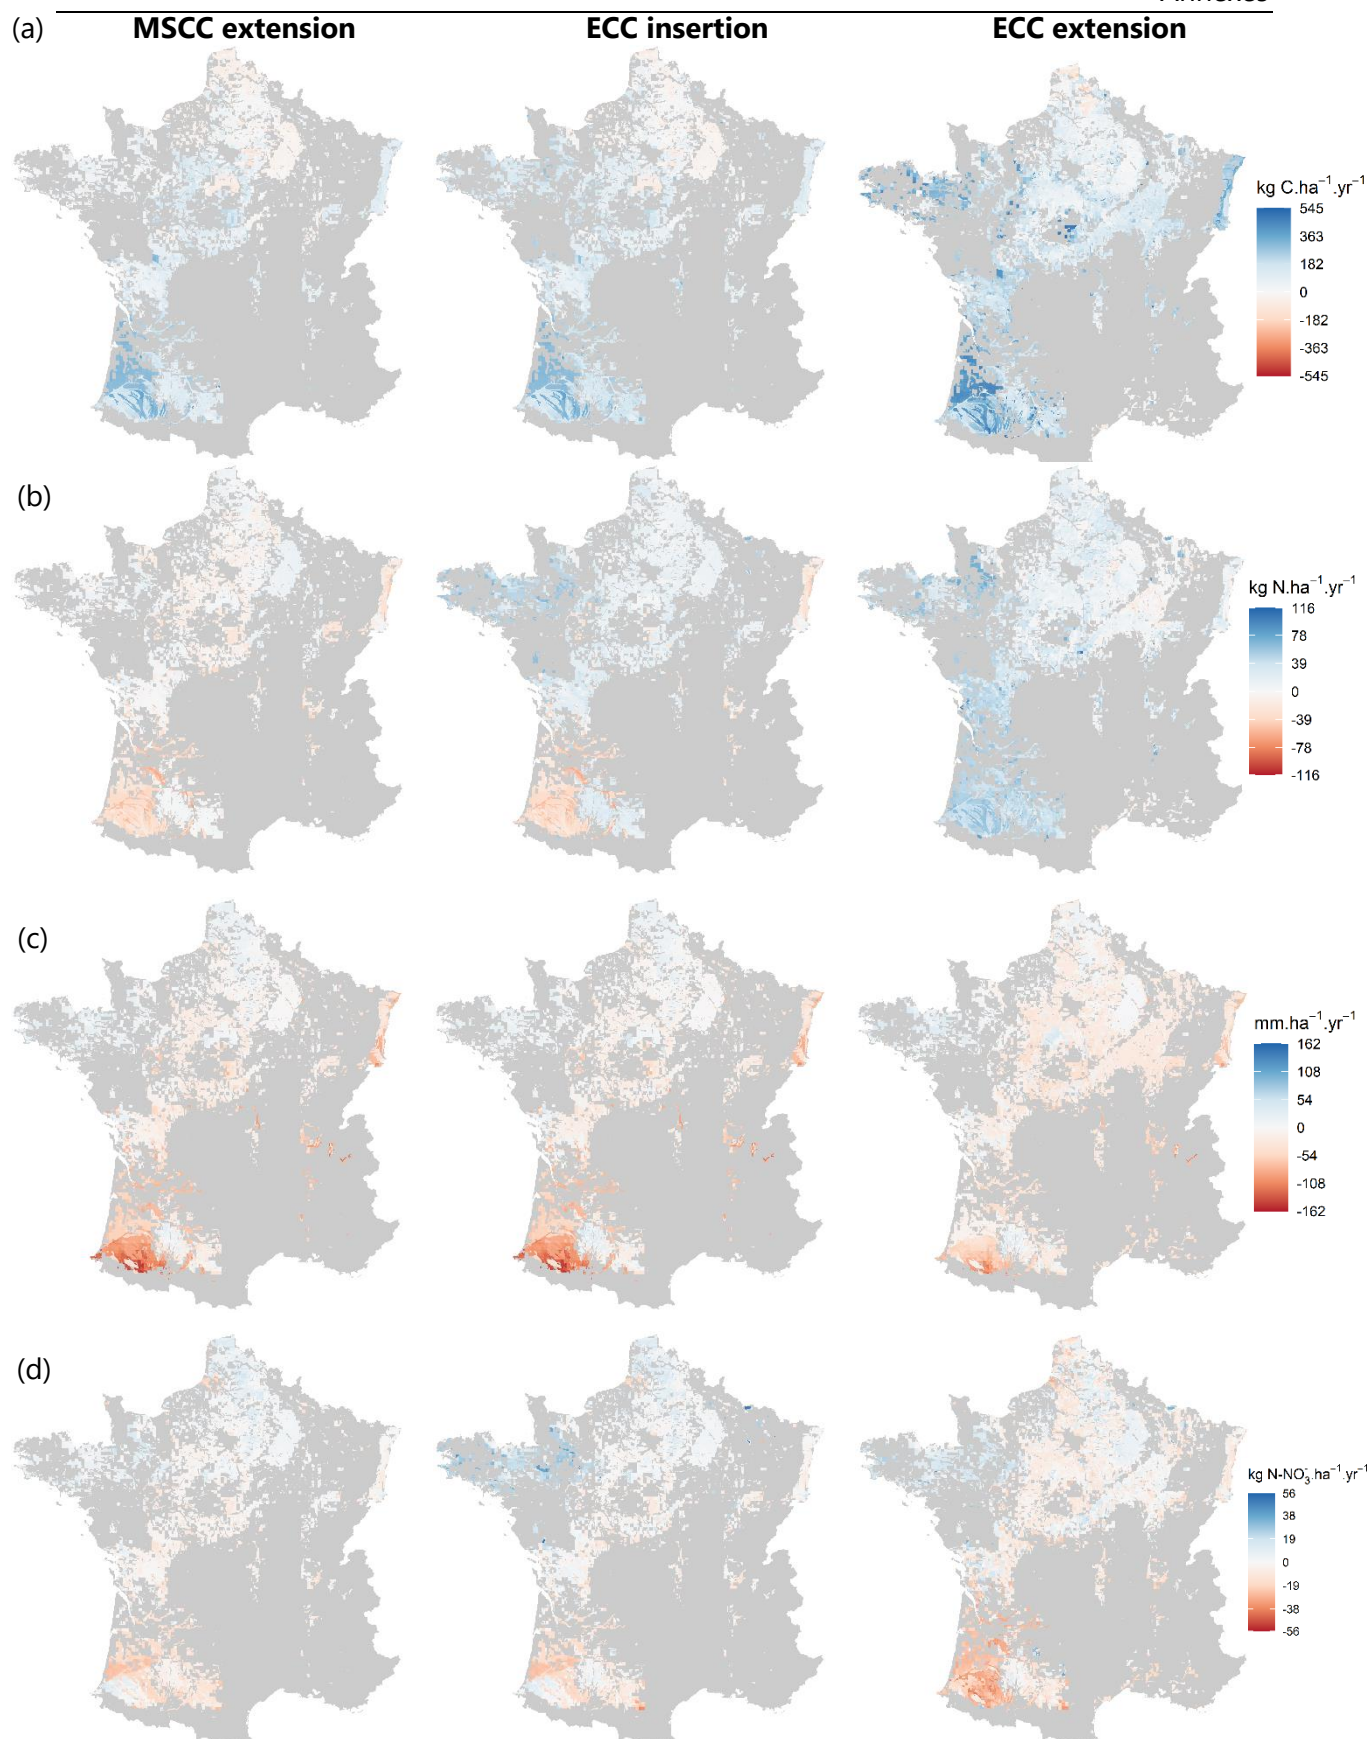 Annexes
MSCC extension ECC insertion ECC extension
(a)
kg C.ha⁻¹.yr⁻¹
545
363
182
0
-182
-363
-545
(b)
kg N.ha⁻¹.yr⁻¹
116
78
39
0
-39
-78
-116
(c)
mm.ha⁻¹.yr⁻¹
162
108
54
0
-54
-108
-162
(d)
kg N-NO₃⁻.ha⁻¹.yr⁻¹
56
38
19
0
-19
-38
-56